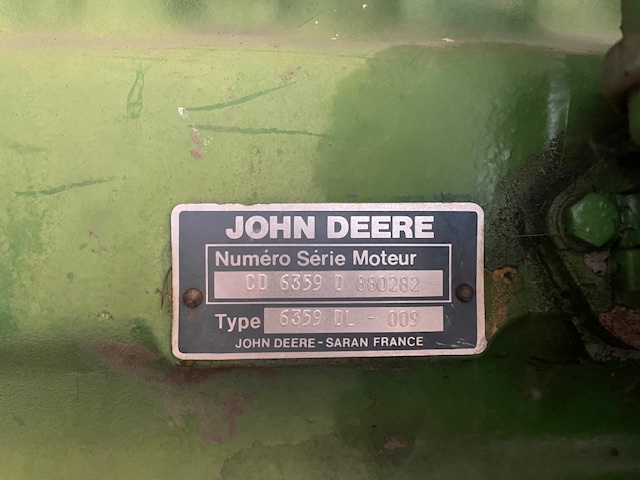 JOHN DEERE
Numéro Série Moteur
CD 6359 D 880282
Type 6359 DL - 009
JOHN DEERE - SARAN FRANCE